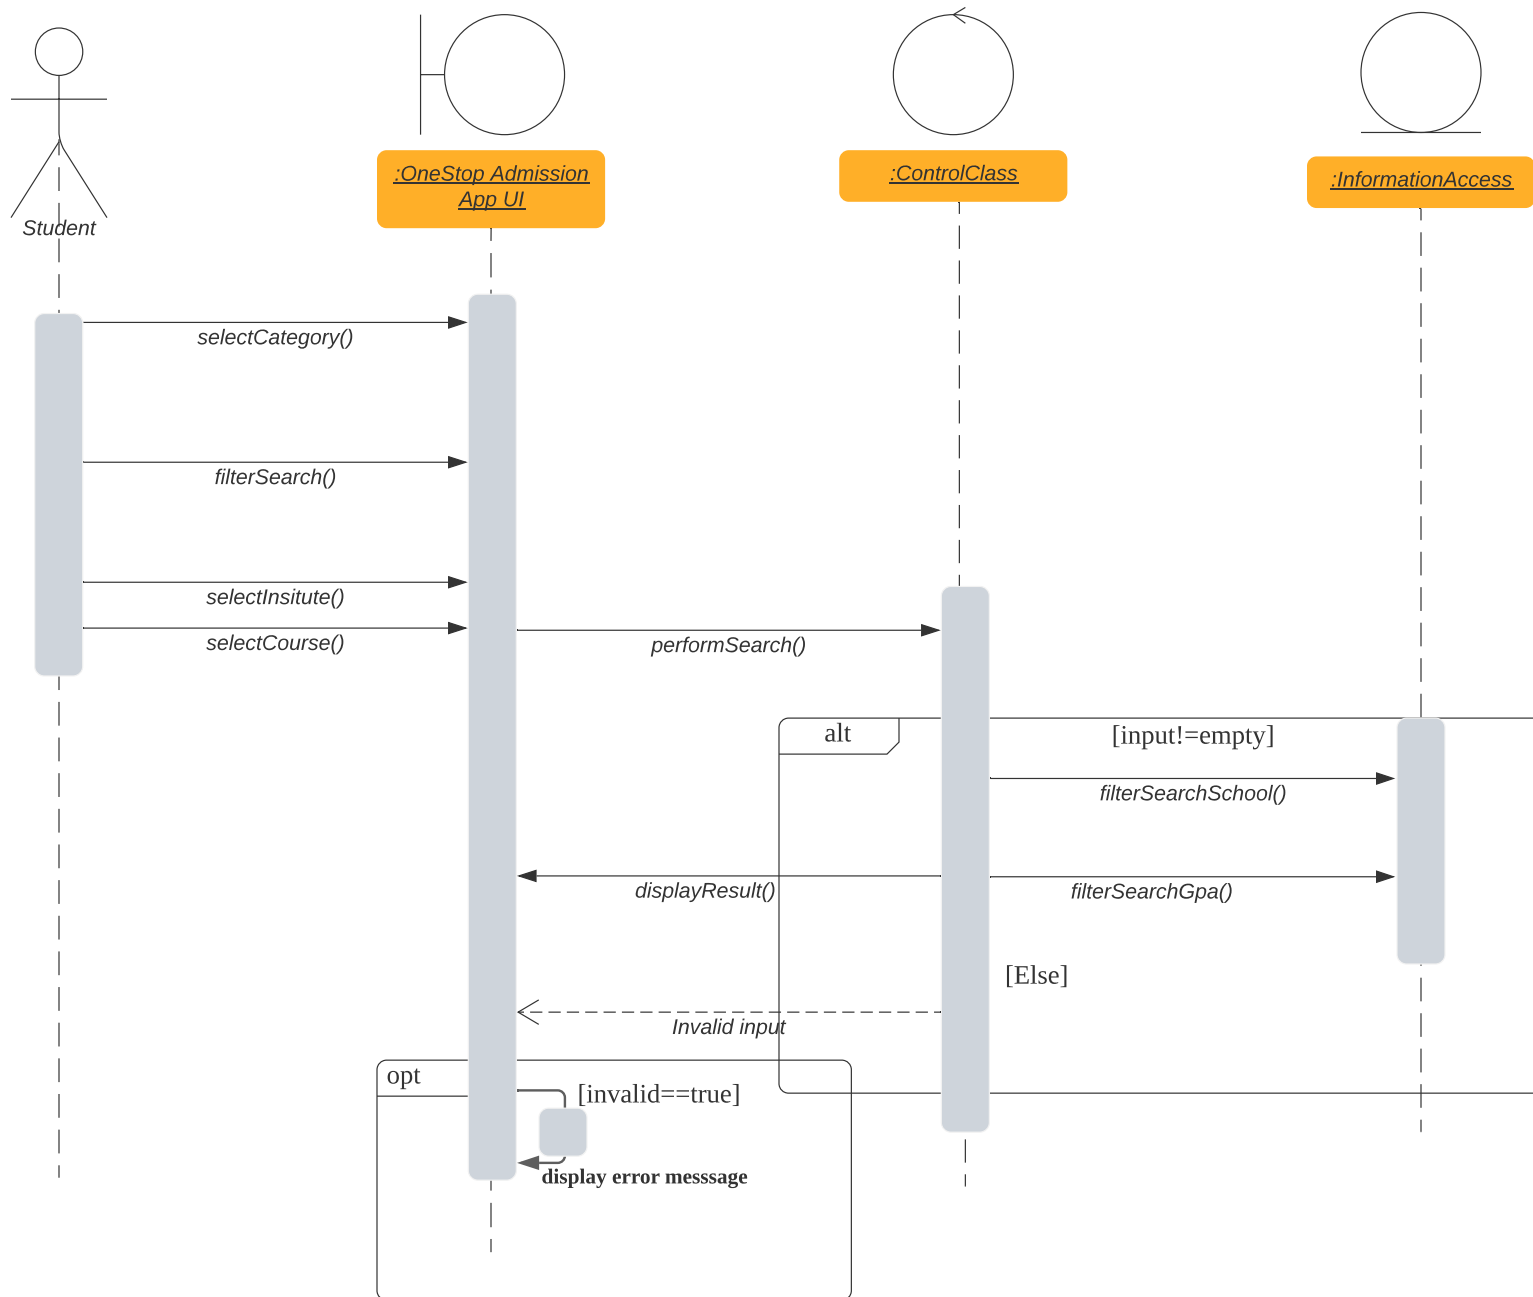 Student
:OneStop Admission
App UI
:ControlClass
:InformationAccess
selectCategory()
filterSearch()
selectInsitute()
selectCourse()
performSearch()
alt
[input!=empty]
filterSearchSchool()
displayResult()
filterSearchGpa()
[Else]
Invalid input
opt
[invalid==true]
display error messsage